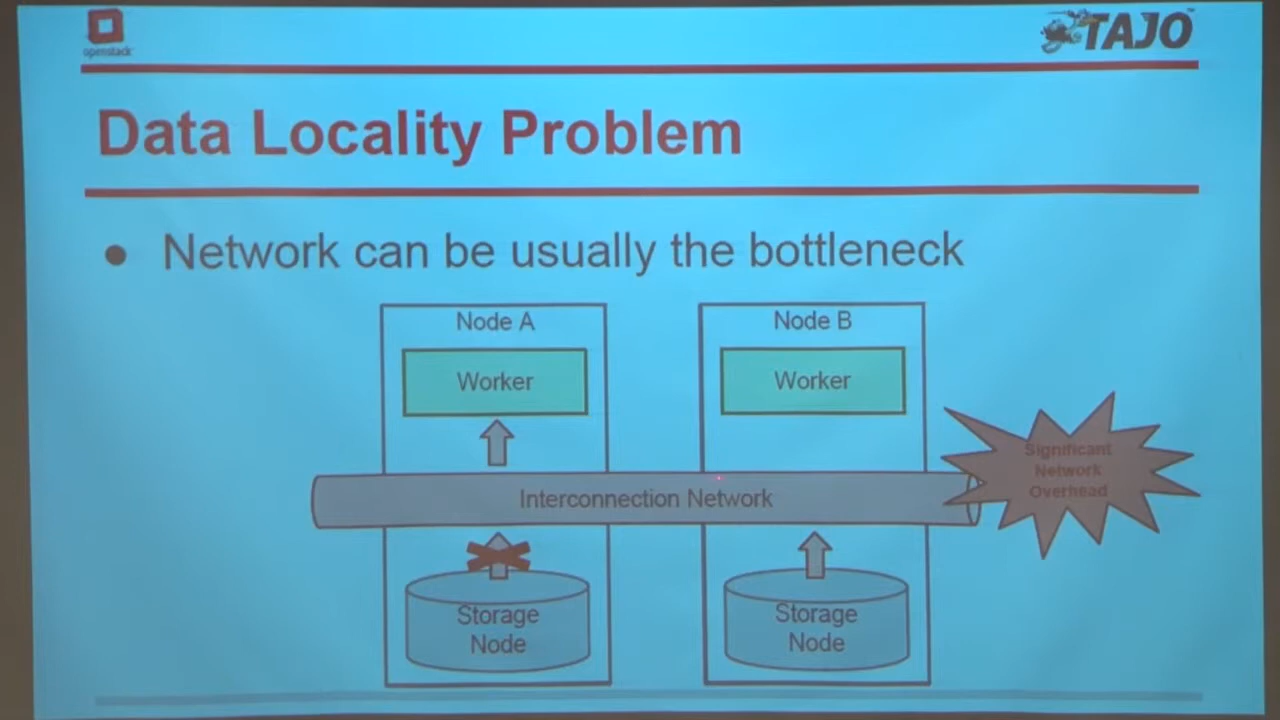 openstack
TAJO
Data Locality Problem
● Network can be usually the bottleneck
Node A
Node B
Worker
Worker
Significant
Network
Overhead
Interconnection Network
Storage
Node
Storage
Node